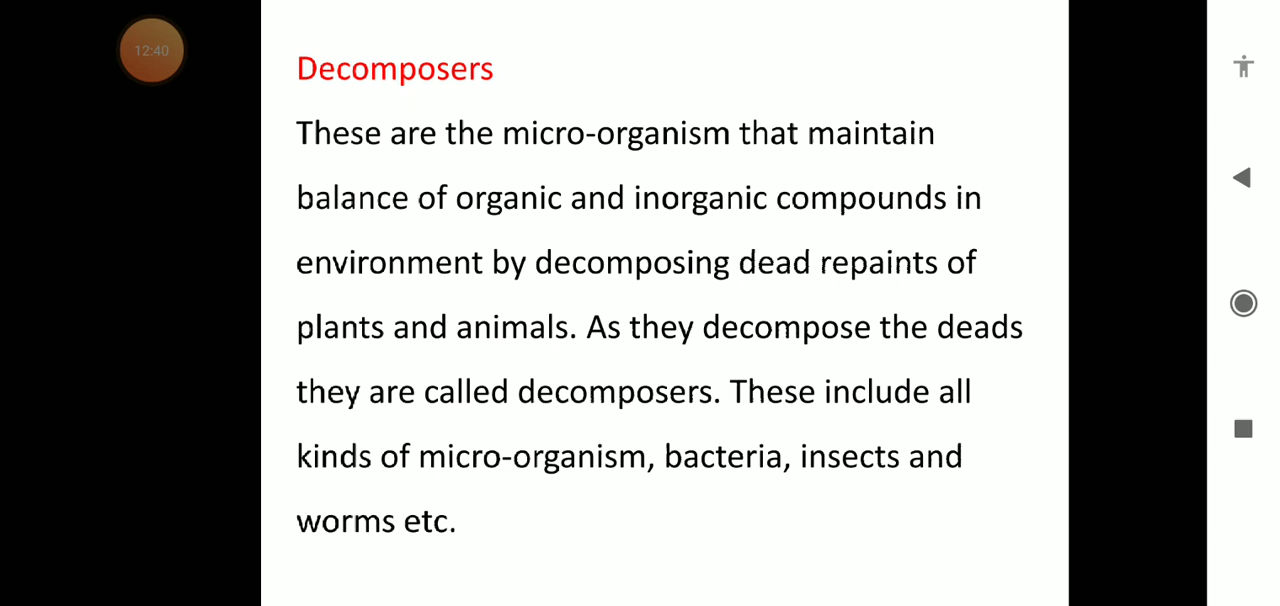 12:40
Decomposers
These are the micro-organism that maintain
balance of organic and inorganic compounds in
environment by decomposing dead repaints of
plants and animals. As they decompose the deads
they are called decomposers. These include all
kinds of micro-organism, bacteria, insects and
worms etc.